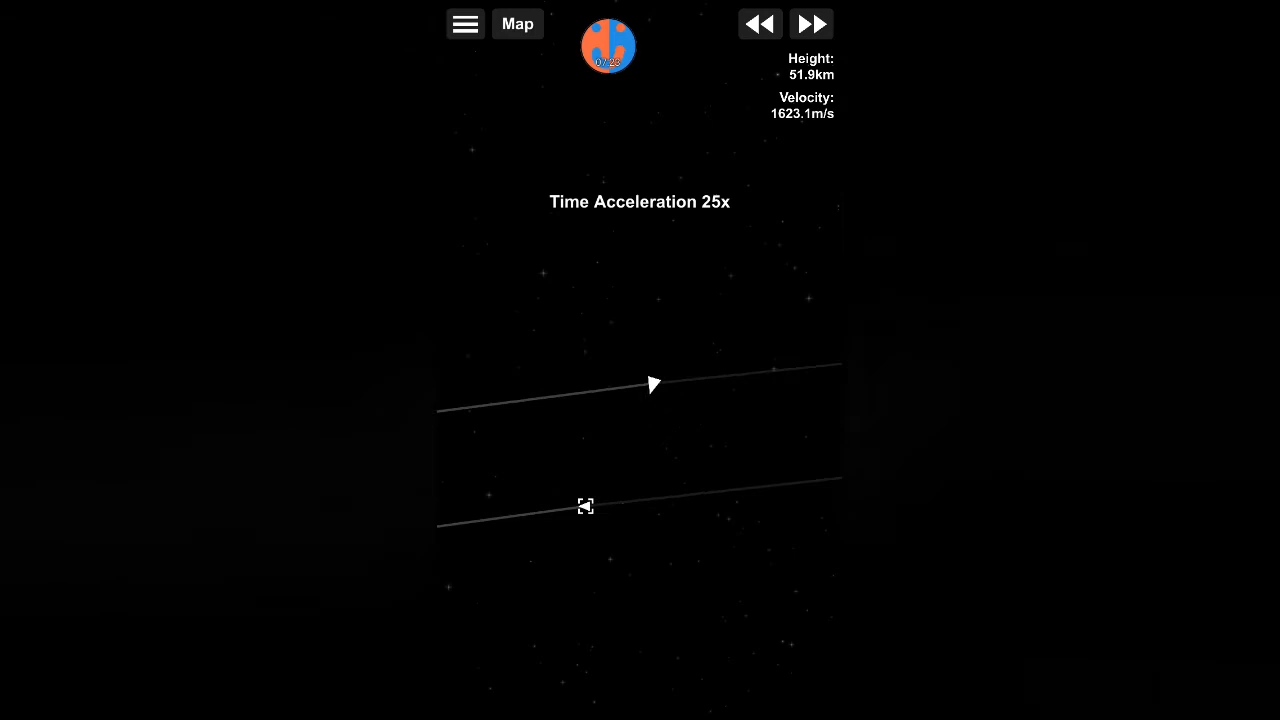 Map
Height:
51.9km
Velocity:
1623.1m/s
Time Acceleration 25x